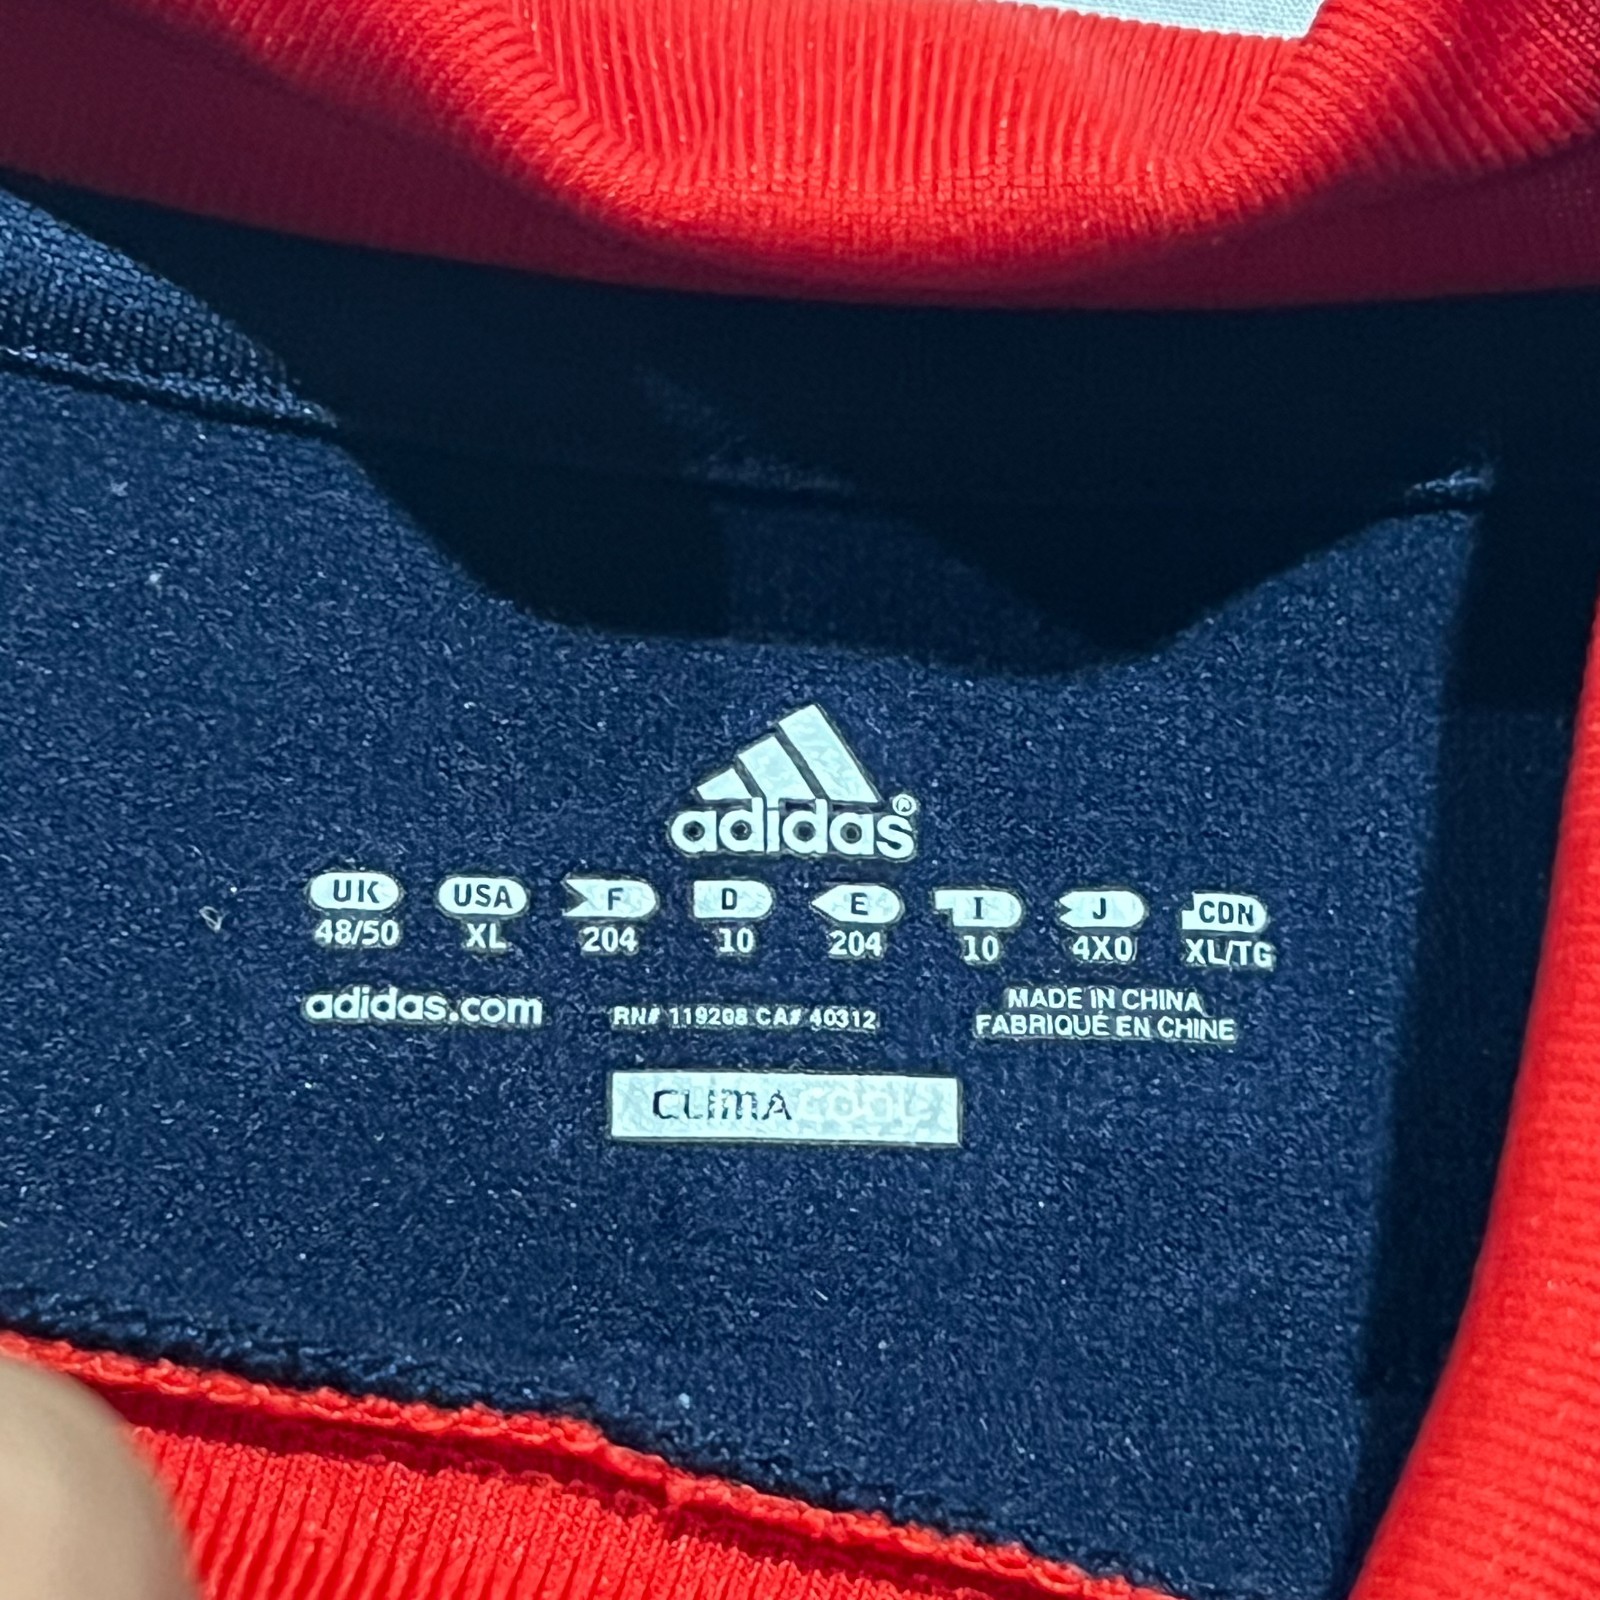 adidas®
UK USA F D E I J CDN
48/50 XL 204 10 204 10 4XO XL/TG
adidas.com RN# 119208 CA# 40312 MADE IN CHINA
FABRIQUÉ EN CHINE
CLIMACOOL